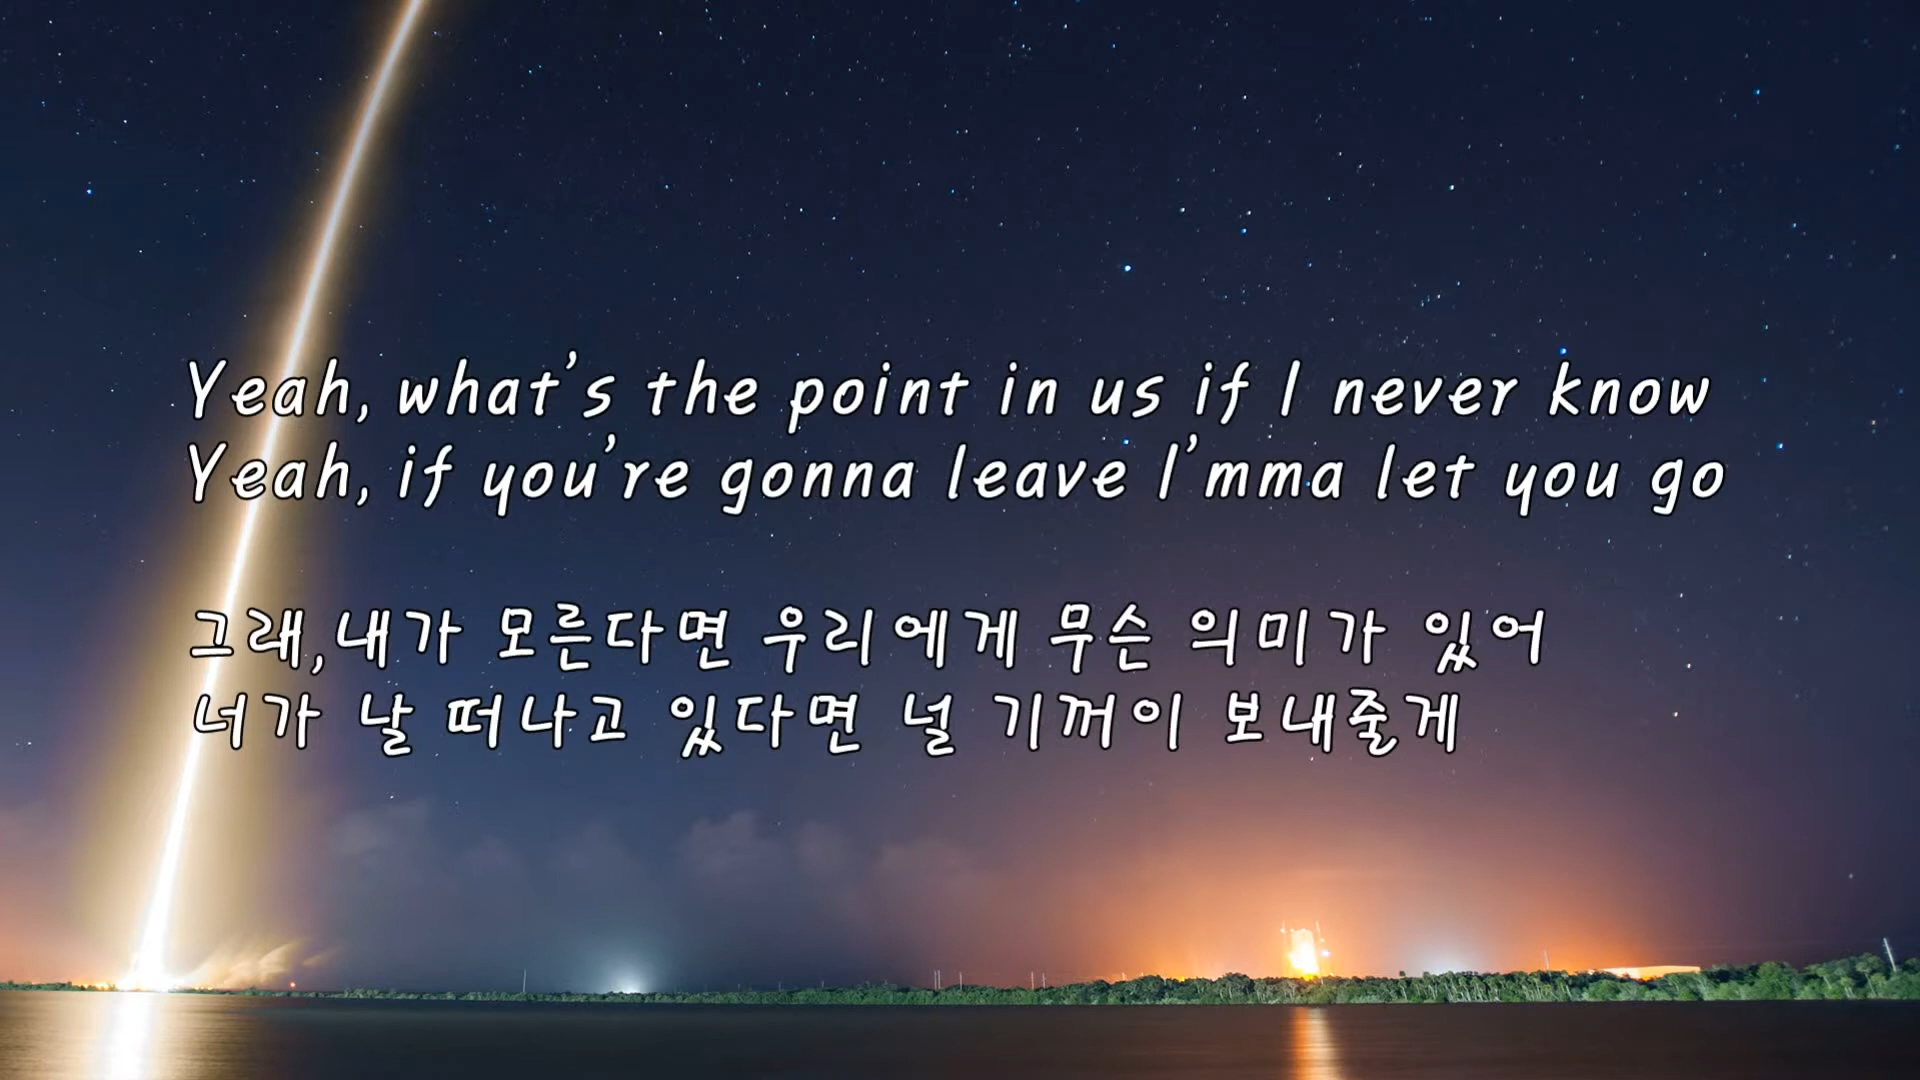 Yeah, what's the point in us if I never know
Yeah, if you're gonna leave I'mma let you go
그래,내가 모른다면 우리에게 무슨 의미가 있어
너가 날 떠나고 있다면 널 기꺼이 보내줄게